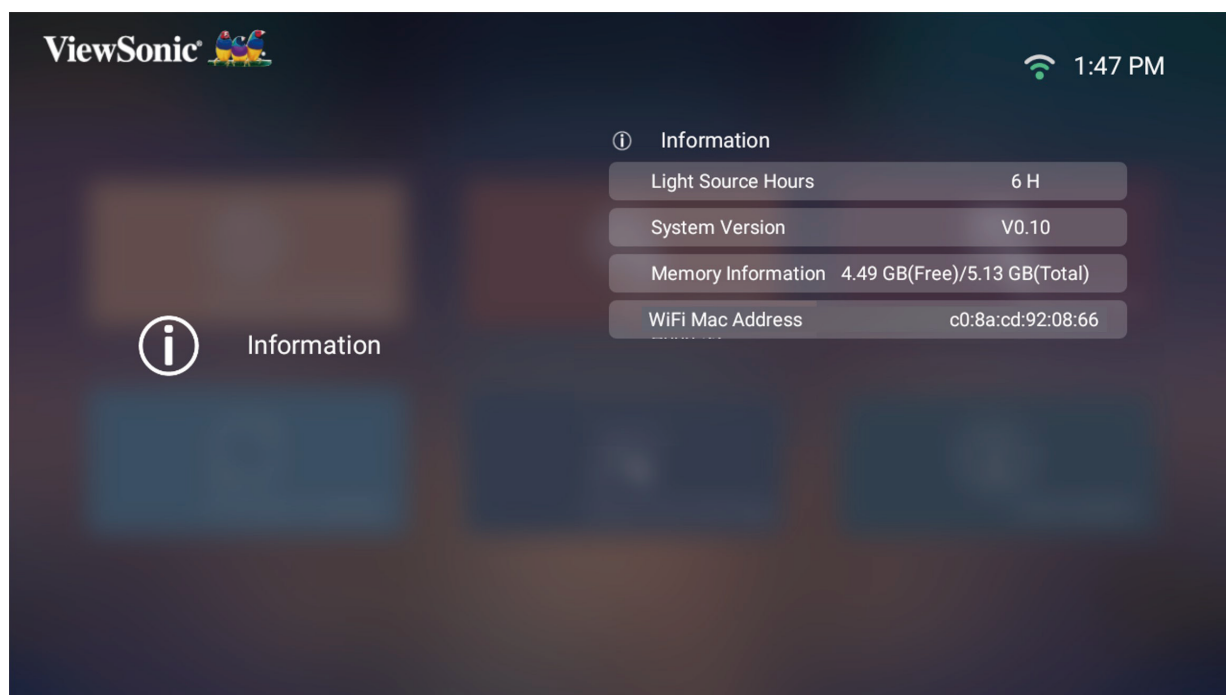 ViewSonic®
1:47 PM
Information
Light Source Hours 6 H
System Version V0.10
Memory Information 4.49 GB(Free)/5.13 GB(Total)
WiFi Mac Address c0:8a:cd:92:08:66
Information